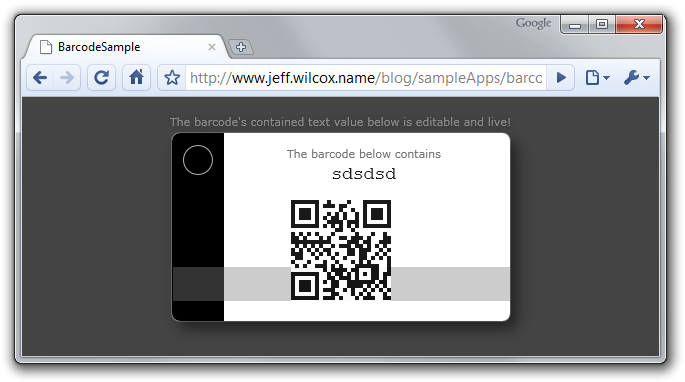 Google
BarcodeSample
http://www.jeff.wilcox.name/blog/sampleApps/barco
The barcode's contained text value below is editable and live!
The barcode below contains
sdsdsd